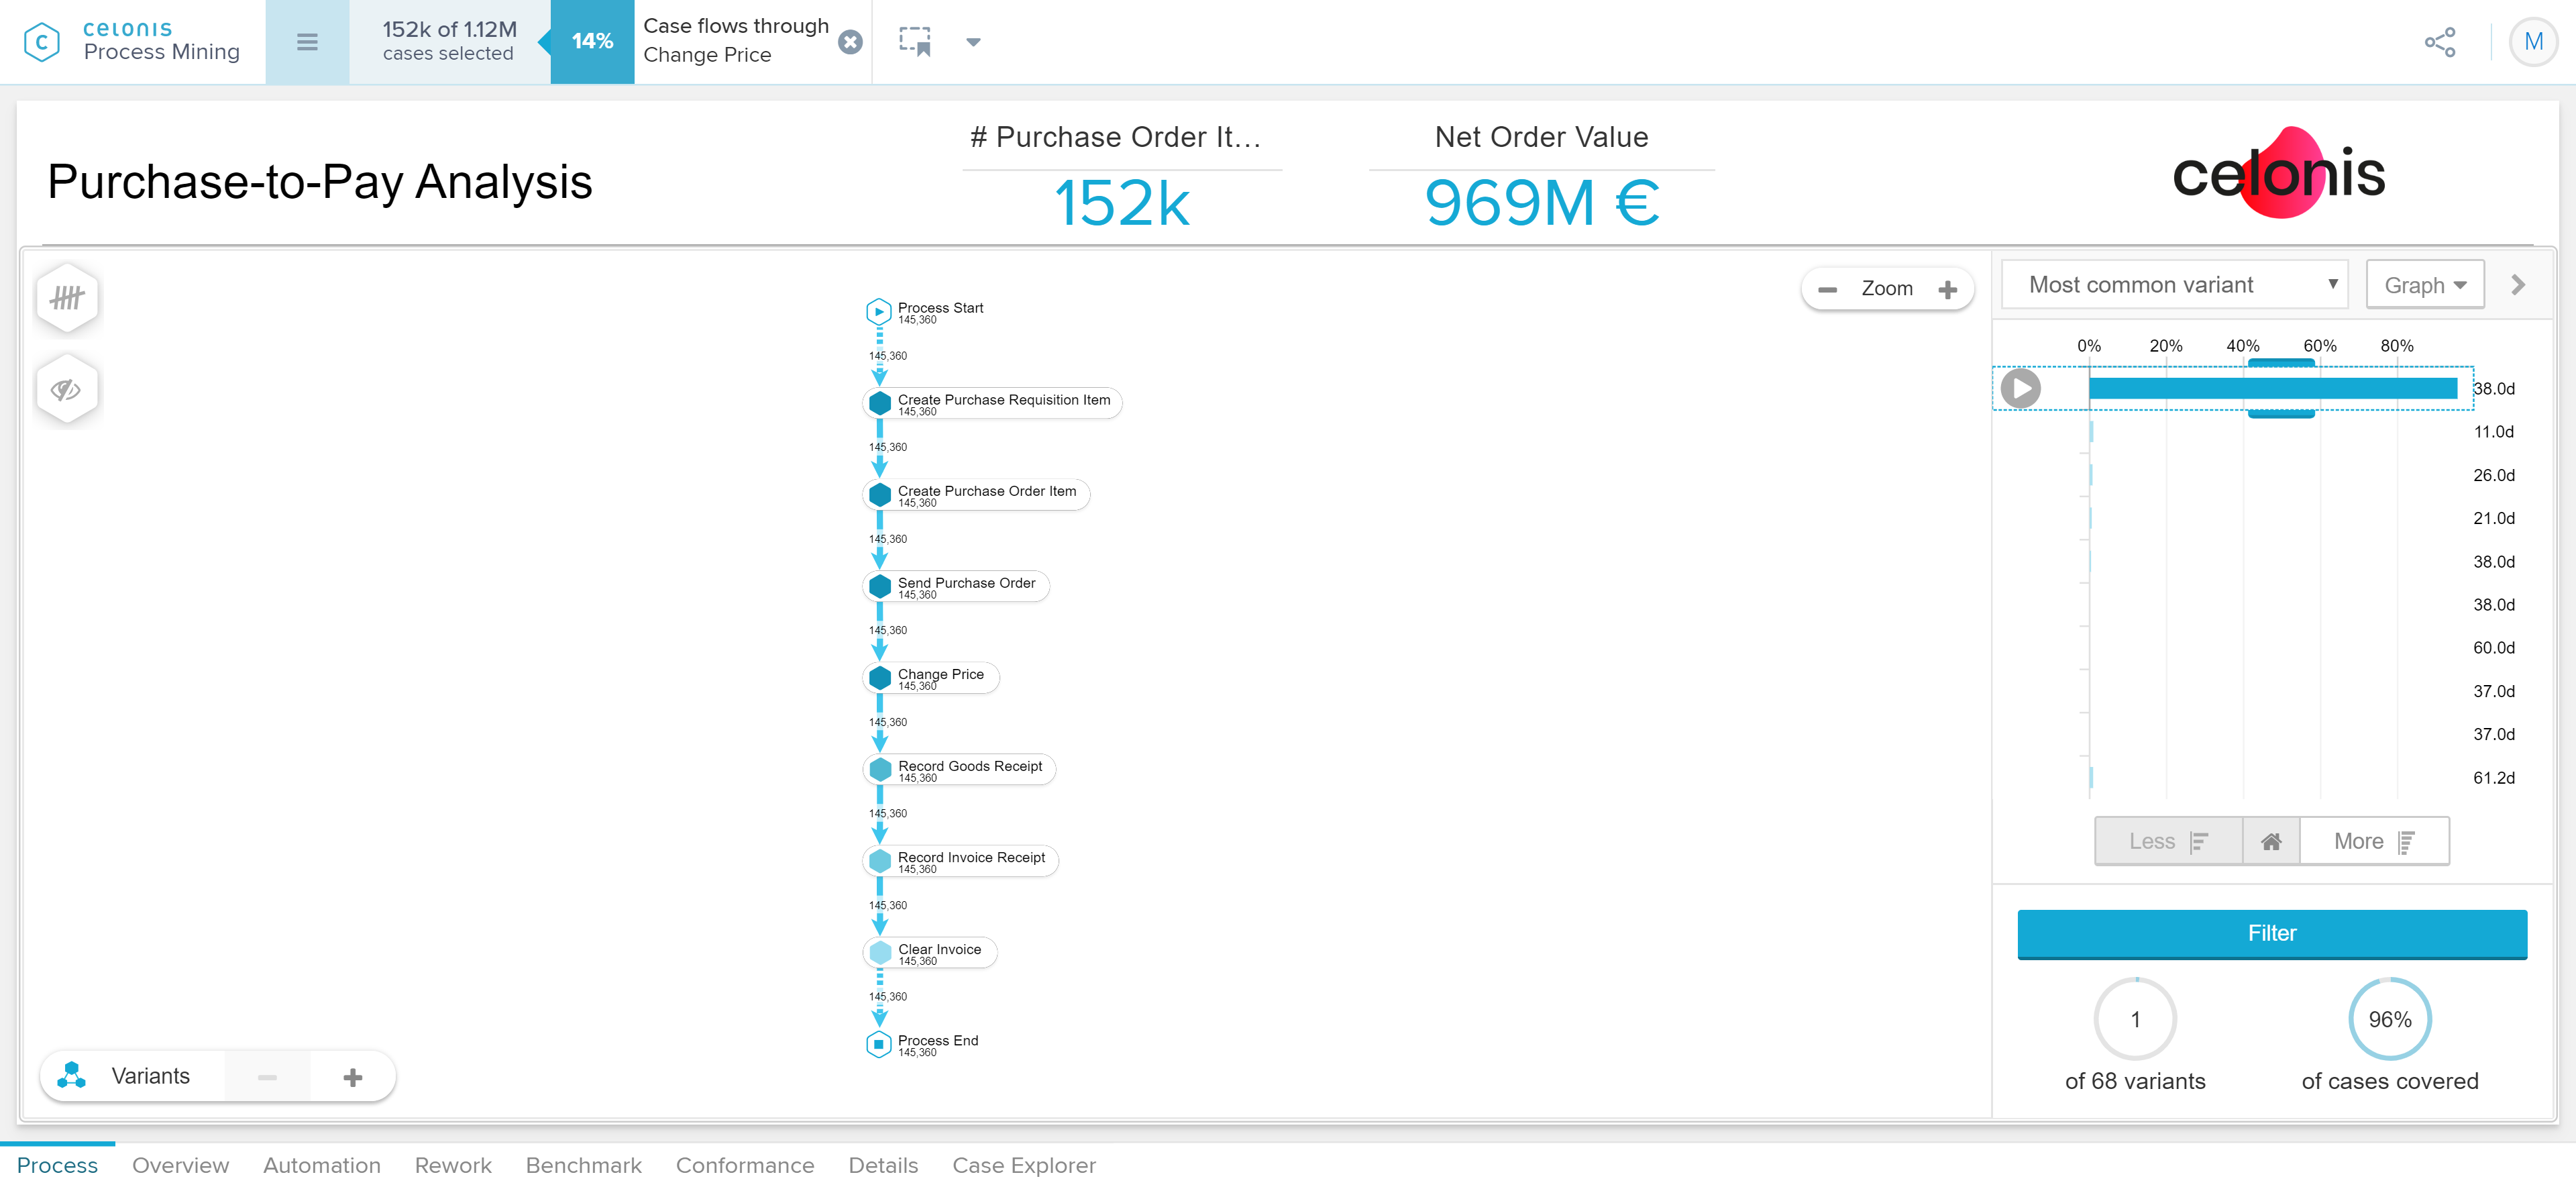 celonis
Process Mining
152k of 1.12M
cases selected
14%
Case flows through
Change Price
M
Purchase-to-Pay Analysis
# Purchase Order It...
152k
Net Order Value
969M €
celonis
Process Start
145,360
145,360
Create Purchase Requisition Item
145,360
145,360
Create Purchase Order Item
145,360
145,360
Send Purchase Order
145,360
145,360
Change Price
145,360
145,360
Record Goods Receipt
145,360
145,360
Record Invoice Receipt
145,360
145,360
Clear Invoice
145,360
145,360
Process End
145,360
Zoom
Variants
Most common variant
Graph
0% 20% 40% 60% 80%
38.0d
11.0d
26.0d
21.0d
38.0d
38.0d
60.0d
37.0d
37.0d
61.2d
Less
More
Filter
1
of 68 variants
96%
of cases covered
Process Overview Automation Rework Benchmark Conformance Details Case Explorer